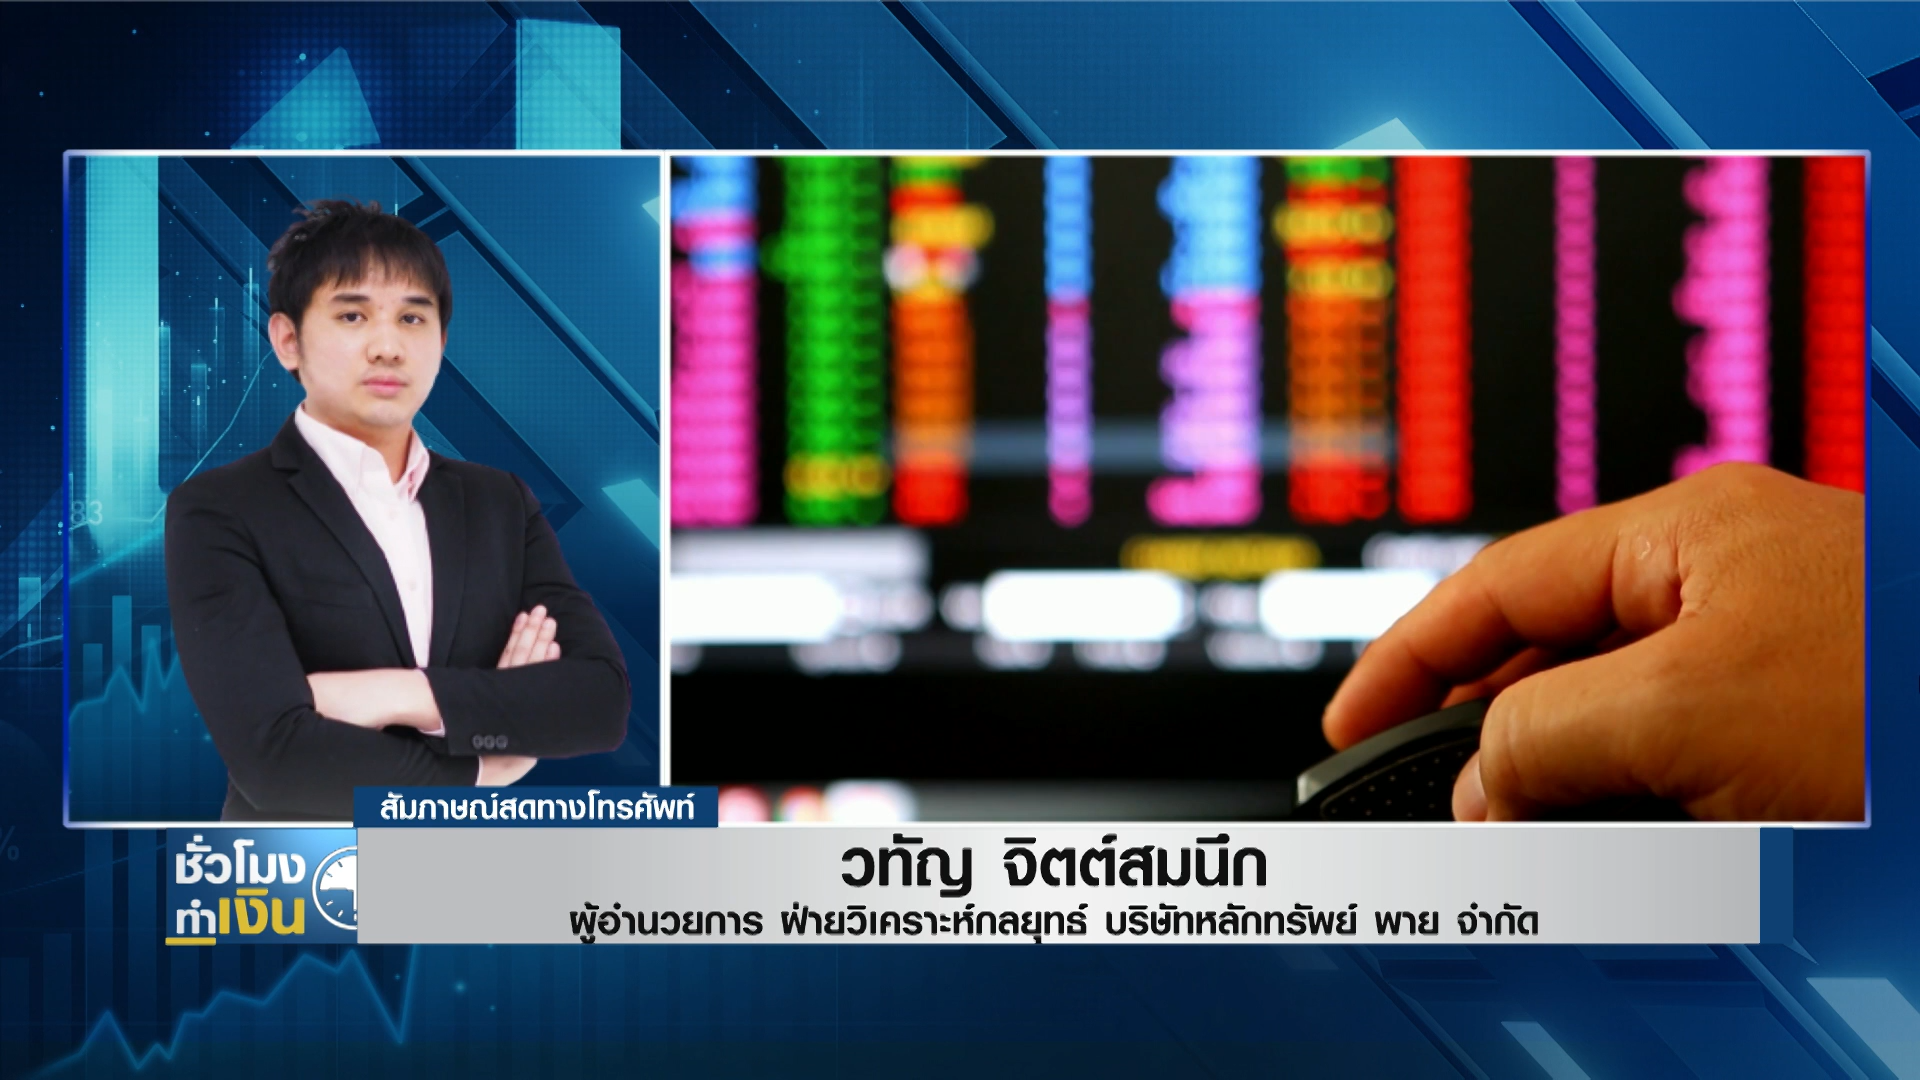 สัมภาษณ์สดทางโทรศัพท์
ชั่วโมง
ทำเงิน
วทัญ จิตต์สมนึก
ผู้อำนวยการ ฝ่ายวิเคราะห์กลยุทธ์ บริษัทหลักทรัพย์ พาย จำกัด
83
%